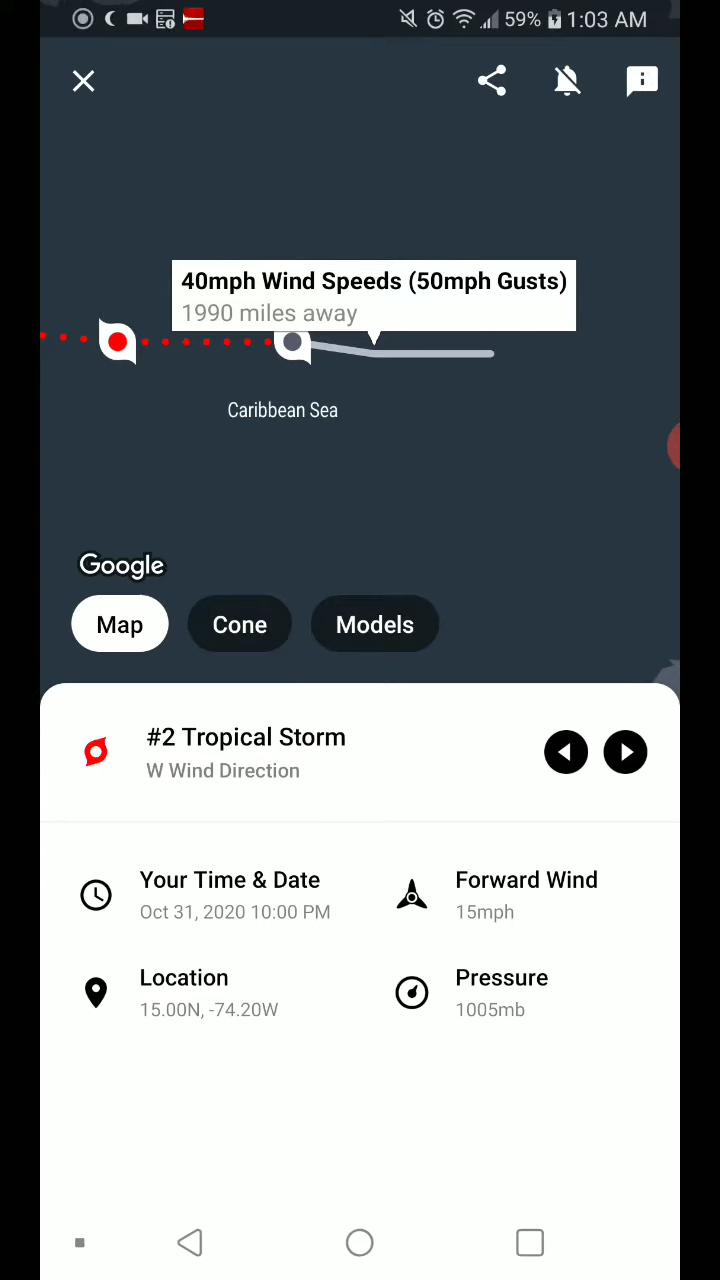 59% 1:03 AM
40mph Wind Speeds (50mph Gusts)
1990 miles away
Caribbean Sea
Google
Map Cone Models
#2 Tropical Storm
W Wind Direction
Your Time & Date
Oct 31, 2020 10:00 PM
Forward Wind
15mph
Location
15.00N, -74.20W
Pressure
1005mb